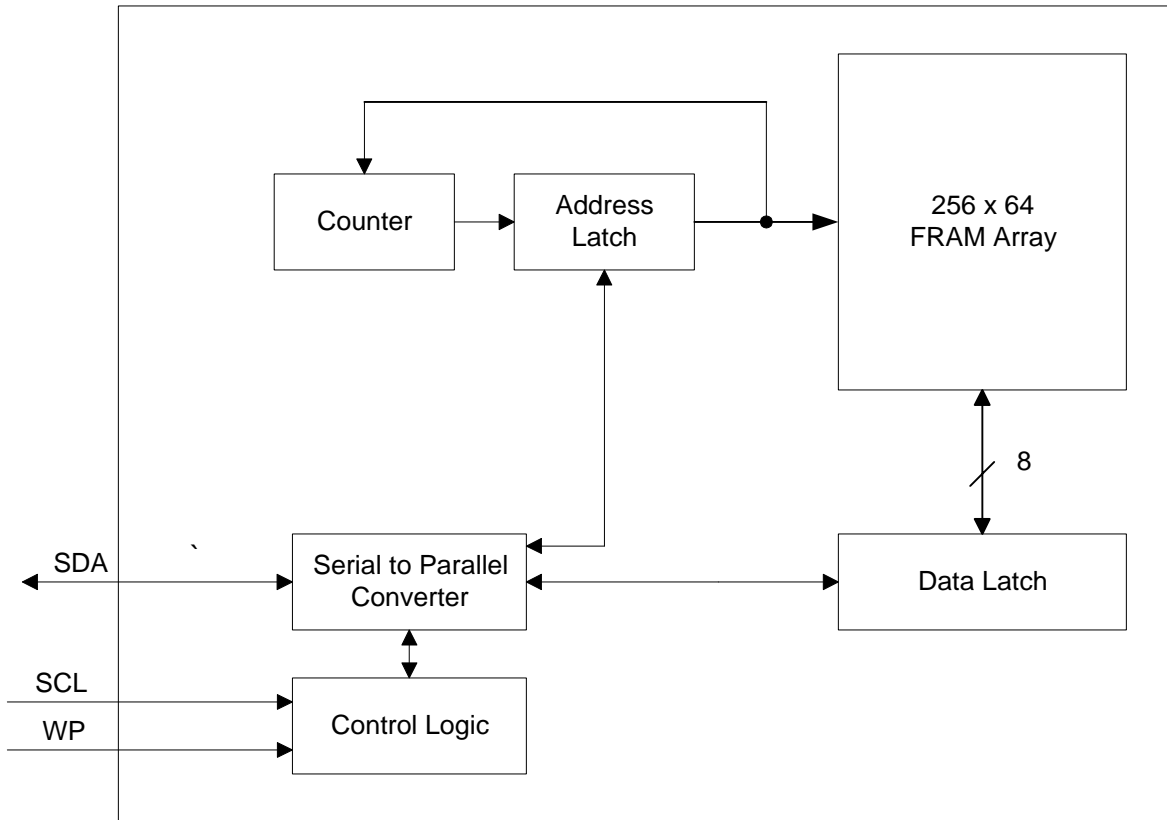 Counter
Address
Latch
256 x 64
FRAM Array
8
SDA
`
Serial to Parallel
Converter
Data Latch
SCL
WP
Control Logic